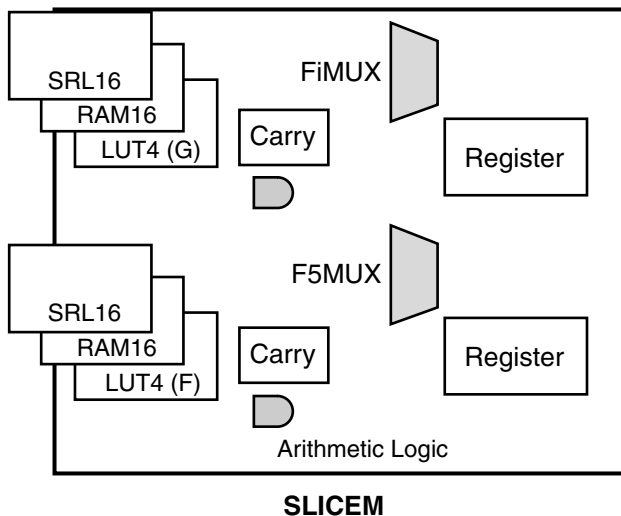 SRL16
RAM16
LUT4 (G)
Carry
FiMUX
Register
SRL16
RAM16
LUT4 (F)
Carry
F5MUX
Register
Arithmetic Logic
SLICEM